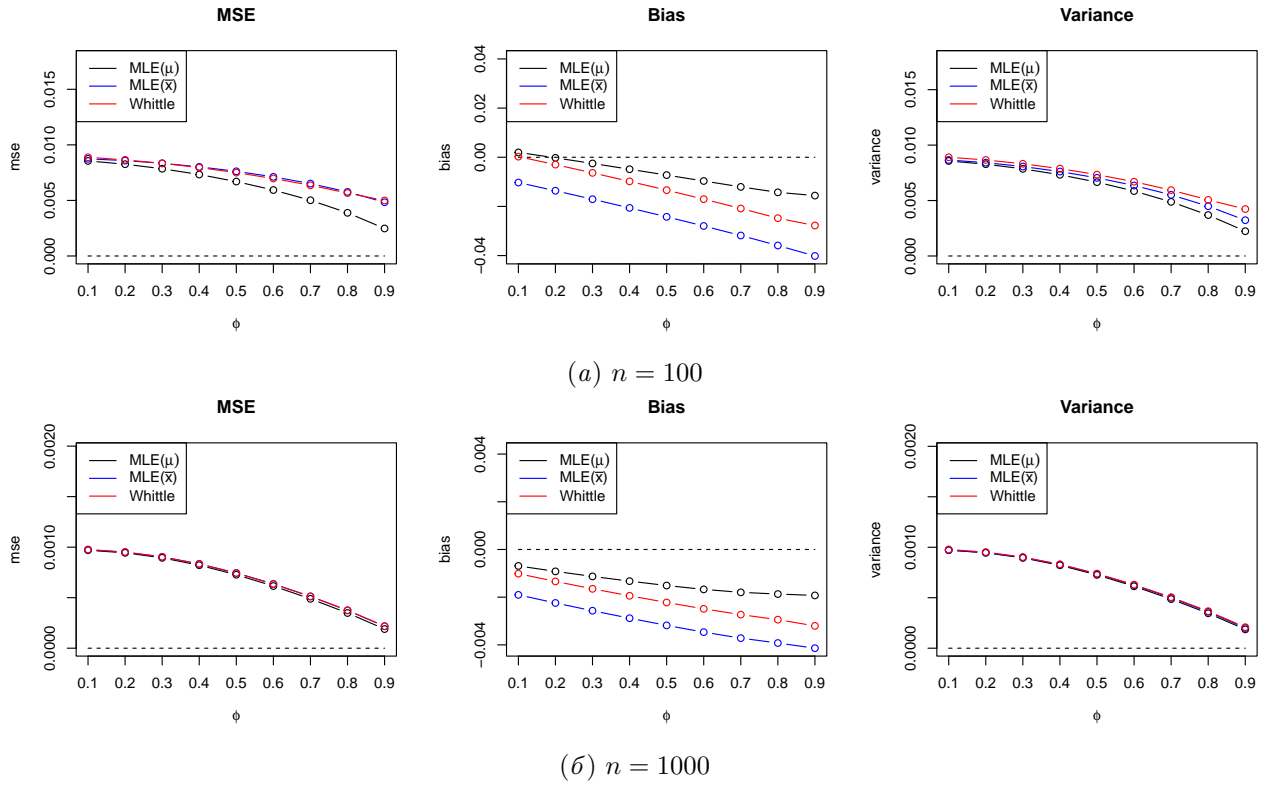 MSE
mse
0.000 0.005 0.010 0.015
MLE(μ)
MLE(x̅)
Whittle
0.1 0.2 0.3 0.4 0.5 0.6 0.7 0.8 0.9
ϕ
Bias
bias
−0.04 0.00 0.02 0.04
MLE(μ)
MLE(x̅)
Whittle
0.1 0.2 0.3 0.4 0.5 0.6 0.7 0.8 0.9
ϕ
Variance
variance
0.000 0.005 0.010 0.015
MLE(μ)
MLE(x̅)
Whittle
0.1 0.2 0.3 0.4 0.5 0.6 0.7 0.8 0.9
ϕ
(а) n = 100
MSE
mse
0.0000 0.0010 0.0020
MLE(μ)
MLE(x̅)
Whittle
0.1 0.2 0.3 0.4 0.5 0.6 0.7 0.8 0.9
ϕ
Bias
bias
−0.004 0.000 0.004
MLE(μ)
MLE(x̅)
Whittle
0.1 0.2 0.3 0.4 0.5 0.6 0.7 0.8 0.9
ϕ
Variance
variance
0.0000 0.0010 0.0020
MLE(μ)
MLE(x̅)
Whittle
0.1 0.2 0.3 0.4 0.5 0.6 0.7 0.8 0.9
ϕ
(б) n = 1000